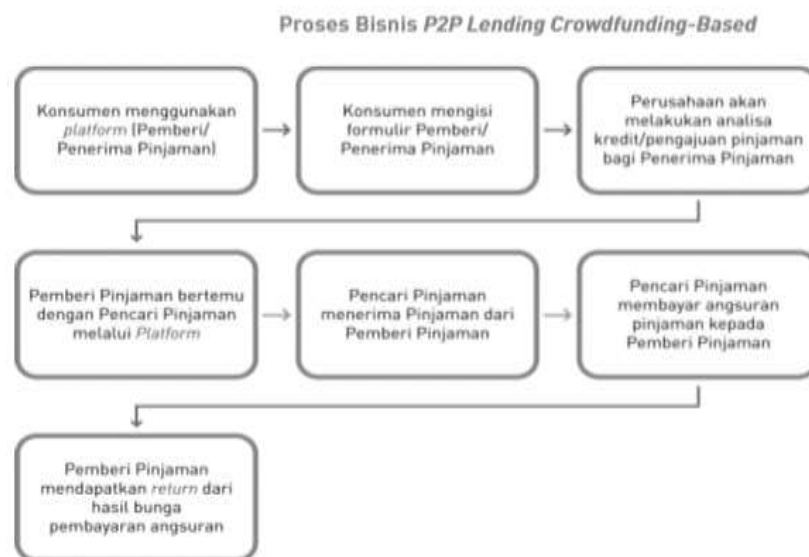 Proses Bisnis P2P Lending Crowdfunding-Based
Konsumen menggunakan
platform (Pemberi/
Penerima Pinjaman)
Konsumen mengisi
formulir Pemberi/
Penerima Pinjaman
Perusahaan akan
melakukan analisa
kredit/pengajuan pinjaman
bagi Penerima Pinjaman
Pemberi Pinjaman bertemu
dengan Pencari Pinjaman
melalui Platform
Pencari Pinjaman
menerima Pinjaman dari
Pemberi Pinjaman
Pencari Pinjaman
membayar angsuran
pinjaman kepada
Pemberi Pinjaman
Pemberi Pinjaman
mendapatkan return dari
hasil bunga
pembayaran angsuran